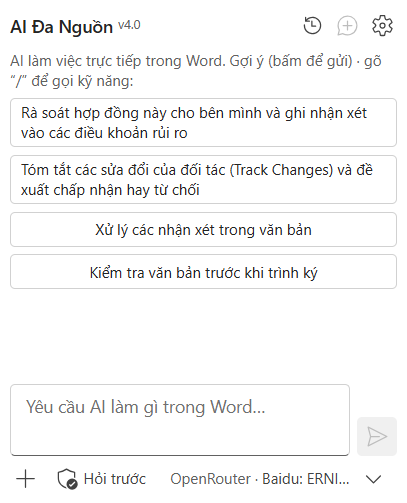 AI Đa Nguồn v4.0
AI làm việc trực tiếp trong Word. Gợi ý (bấm để gửi) · gõ
“/” để gọi kỹ năng:
Rà soát hợp đồng này cho bên mình và ghi nhận xét
vào các điều khoản rủi ro
Tóm tắt các sửa đổi của đối tác (Track Changes) và đề
xuất chấp nhận hay từ chối
Xử lý các nhận xét trong văn bản
Kiểm tra văn bản trước khi trình ký
Yêu cầu AI làm gì trong Word...
Hỏi trước OpenRouter · Baidu: ERNI...